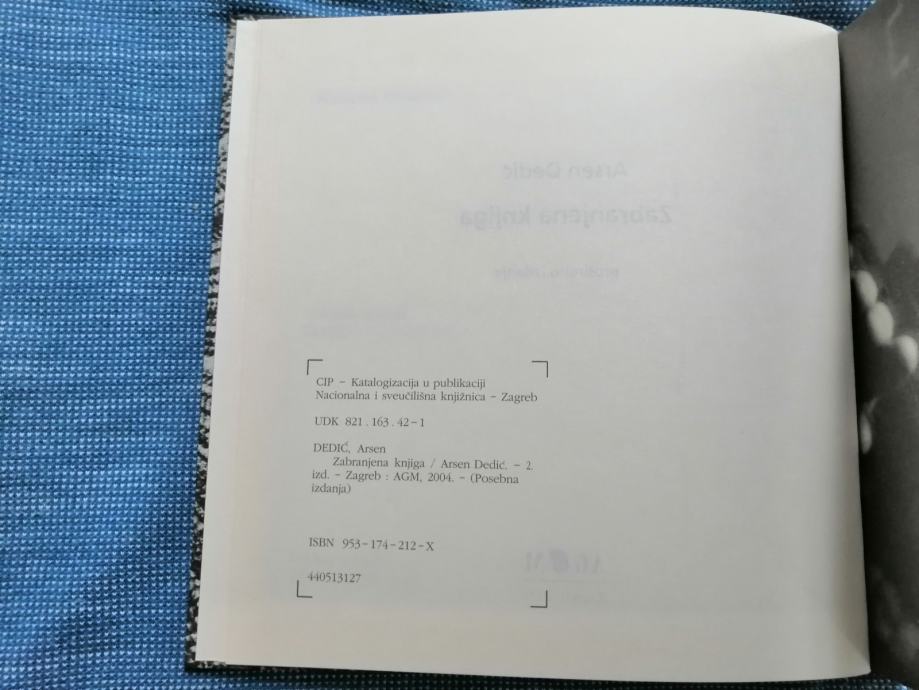 CIP – Katalogizacija u publikaciji
Nacionalna i sveučilišna knjižnica – Zagreb
UDK 821 . 163 . 42 – 1
DEDIĆ, Arsen
Zabranjena knjiga / Arsen Dedić. – 2.
izd. – Zagreb : AGM, 2004. – (Posebna
izdanja)
ISBN 953 – 174 – 212 – X
440513127